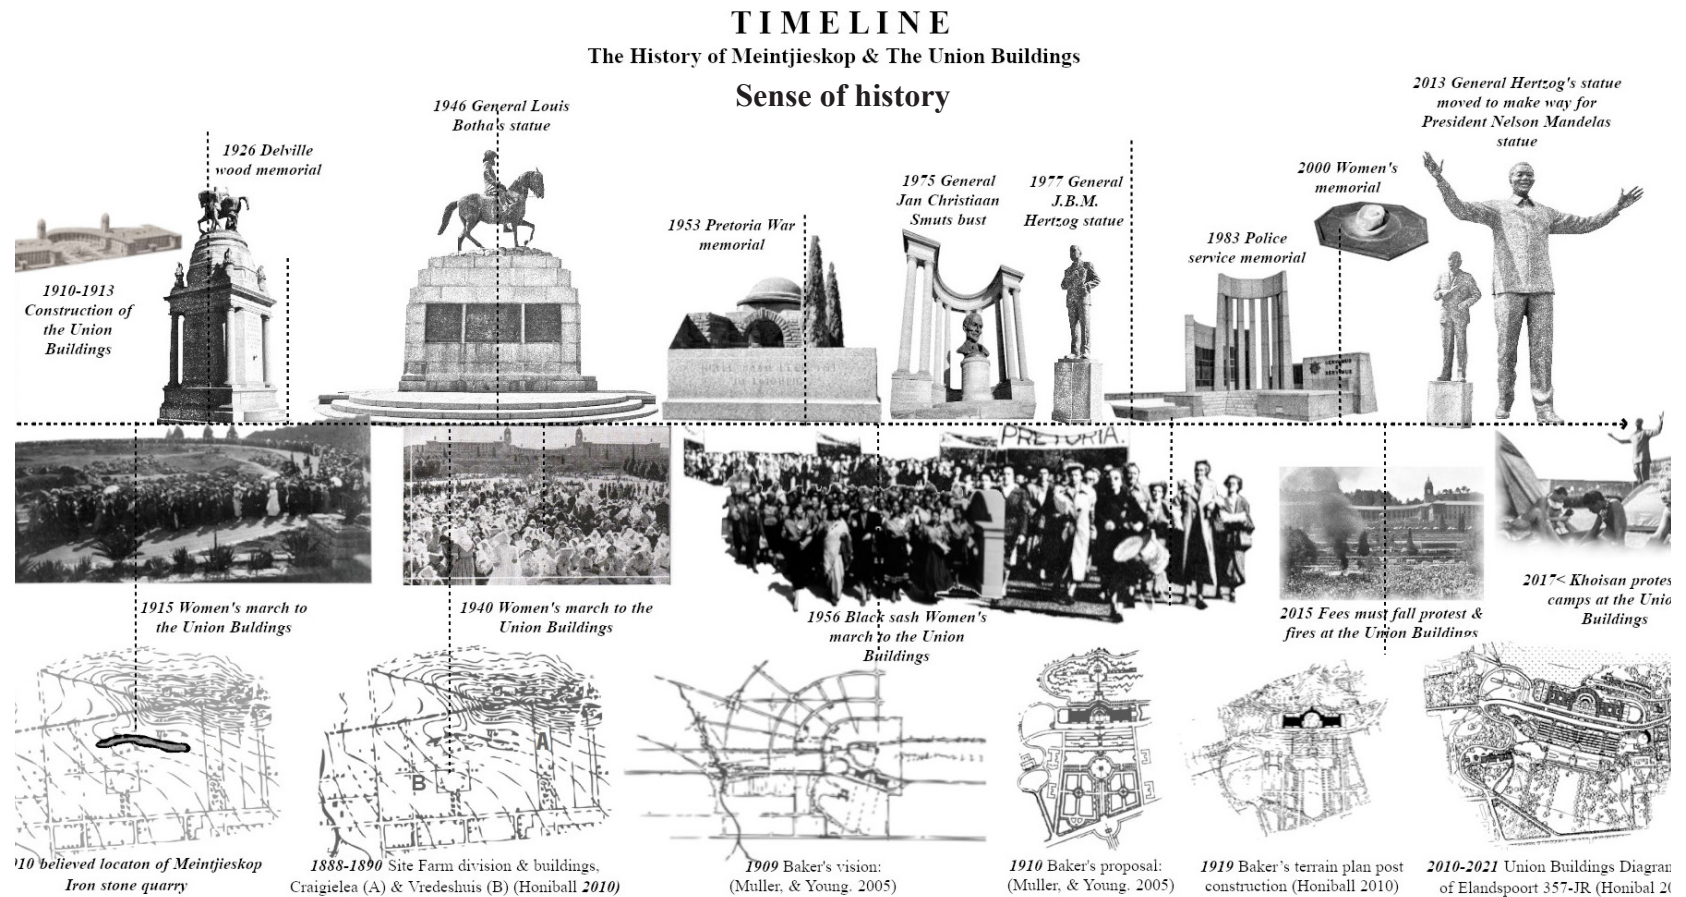 TIMELINE
The History of Meintjieskop & The Union Buildings
Sense of history
1910-1913
Construction of
the Union
Buildings
1926 Delville
wood memorial
1946 General Louis
Botha's statue
1953 Pretoria War
memorial
1975 General
Jan Christiaan
Smuts bust
1977 General
J.B.M.
Hertzog statue
1983 Police
service memorial
2000 Women's
memorial
2013 General Hertzog's statue
moved to make way for
President Nelson Mandelas
statue
PRETORIA.
1915 Women's march to
the Union Buldings
1940 Women's march to the
Union Buildings
1956 Black sash Women's
march to the Union
Buildings
2015 Fees must fall protest &
fires at the Union Buildings
2017< Khoisan protes
camps at the Unio
Buildings
A
B
910 believed locaton of Meintjieskop
Iron stone quarry
1888-1890 Site Farm division & buildings,
Craigielea (A) & Vredeshuis (B) (Honiball 2010)
1909 Baker's vision:
(Muller, & Young. 2005)
1910 Baker's proposal:
(Muller, & Young. 2005)
1919 Baker's terrain plan post
construction (Honiball 2010)
2010-2021 Union Buildings Diagran
of Elandspoort 357-JR (Honibal 20